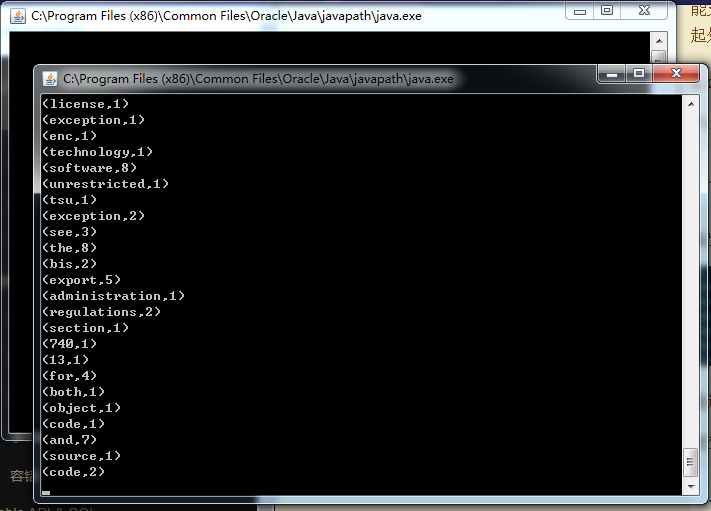 C:\Program Files (x86)\Common Files\Oracle\Java\javapath\java.exe
起
C:\Program Files (x86)\Common Files\Oracle\Java\javapath\java.exe
(license,1)
(exception,1)
(enc,1)
(technology,1)
(software,8)
(unrestricted,1)
(tsu,1)
(exception,2)
(see,3)
(the,8)
(bis,2)
(export,5)
(administration,1)
(regulations,2)
(section,1)
(740,1)
(13,1)
(for,4)
(both,1)
(object,1)
(code,1)
(and,7)
(source,1)
(code,2)
容错